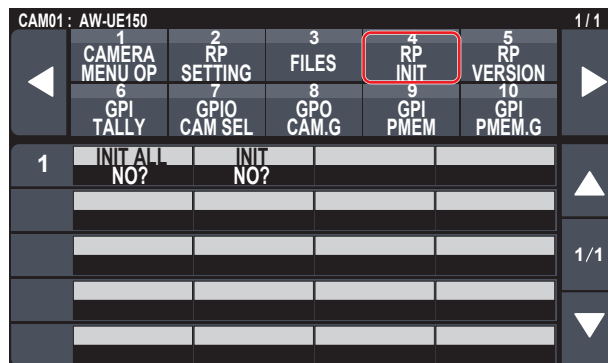 CAM01 : AW-UE150 1 / 1
1 2 3 4 5
CAMERA MENU OP RP SETTING FILES RP INIT RP VERSION
6 7 8 9 10
GPI TALLY GPIO CAM SEL GPO CAM.G GPI PMEM GPI PMEM.G
1 INIT ALL INIT
NO? NO?
1/1